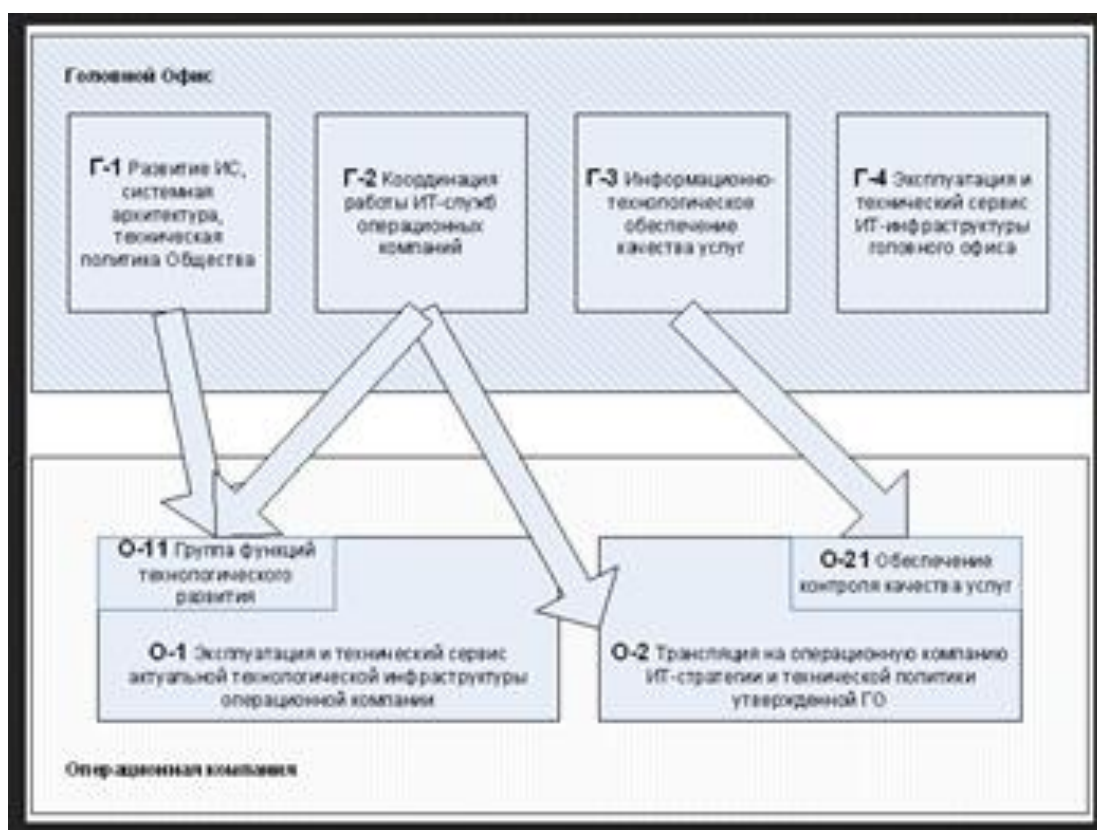 Головной Офис
Г-1 Развитие ИС,
системная
архитектура,
техническая
политика Общества
Г-2 Координация
работы ИТ-служб
операционных
компаний
Г-3 Информационно-
технологическое
обеспечение
качества услуг
Г-4 Эксплуатация и
технический сервис
ИТ-инфраструктуры
головного офиса
О-11 Группа функций
технологического
развития
О-1 Эксплуатация и технический сервис
актуальной технологической инфраструктуры
операционной компании
О-21 Обеспечение
контроля качества услуг
О-2 Трансляция на операционную компанию
ИТ-стратегии и технической политики
утвержденной ГО
Операционная компания